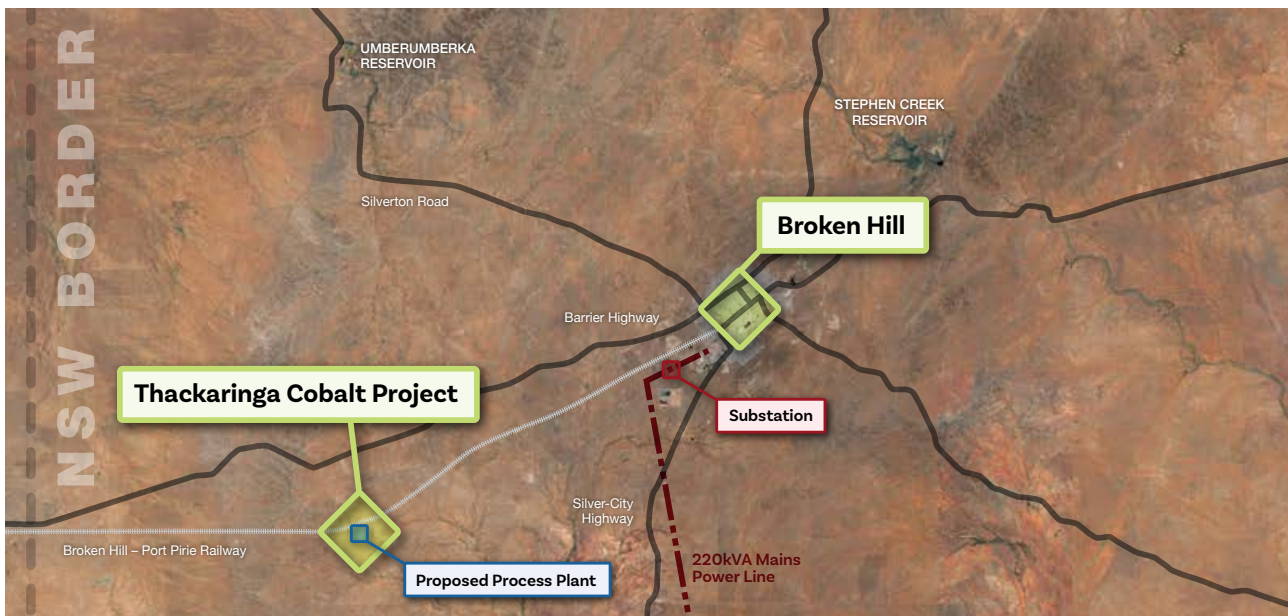 NSW BORDER
UMBERUMBERKA
RESERVOIR
STEPHEN CREEK
RESERVOIR
Silverton Road
Broken Hill
Barrier Highway
Thackaringa Cobalt Project
Substation
Silver-City
Highway
Broken Hill – Port Pirie Railway
220kVA Mains
Power Line
Proposed Process Plant